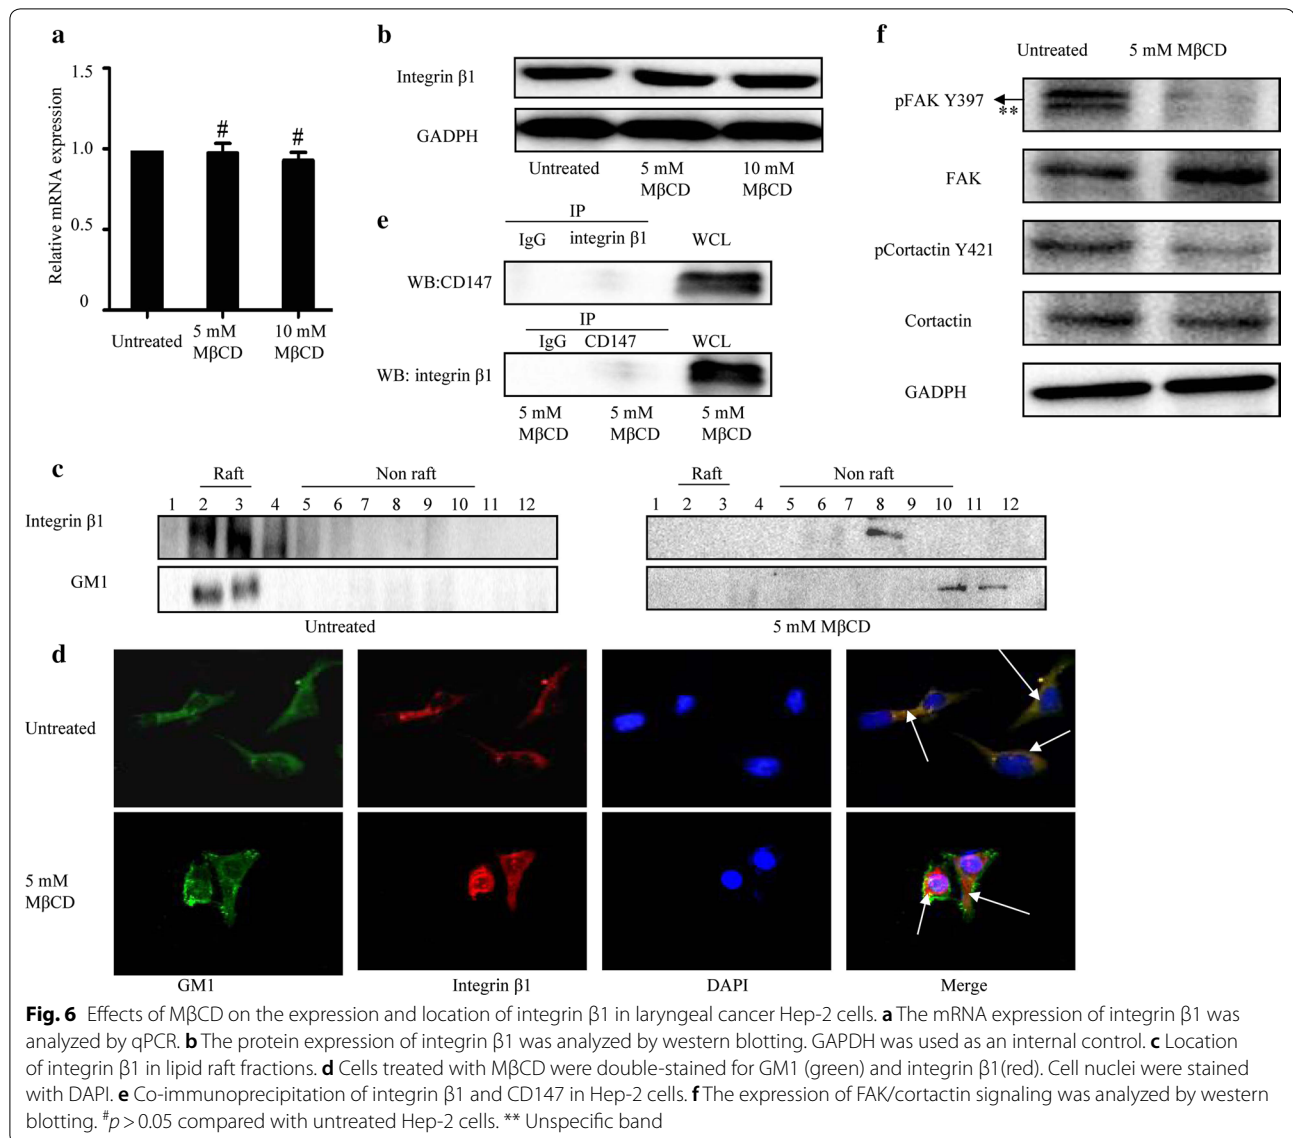 a
1.5
1.0
0.5
0
Relative mRNA expression
#
#
Untreated
5 mM
MβCD
10 mM
MβCD
b
Integrin β1
GADPH
Untreated
5 mM
MβCD
10 mM
MβCD
e
IP
IgG integrin β1 WCL
WB:CD147
IP
IgG CD147 WCL
WB: integrin β1
5 mM
MβCD
5 mM
MβCD
5 mM
MβCD
f
Untreated 5 mM MβCD
pFAK Y397
**
FAK
pCortactin Y421
Cortactin
GADPH
c
Raft Non raft
1 2 3 4 5 6 7 8 9 10 11 12
Integrin β1
GM1
Untreated
Raft Non raft
1 2 3 4 5 6 7 8 9 10 11 12
5 mM MβCD
d
Untreated
5 mM
MβCD
GM1 Integrin β1 DAPI Merge
Fig. 6 Effects of MβCD on the expression and location of integrin β1 in laryngeal cancer Hep-2 cells. a The mRNA expression of integrin β1 was
analyzed by qPCR. b The protein expression of integrin β1 was analyzed by western blotting. GAPDH was used as an internal control. c Location
of integrin β1 in lipid raft fractions. d Cells treated with MβCD were double-stained for GM1 (green) and integrin β1(red). Cell nuclei were stained
with DAPI. e Co-immunoprecipitation of integrin β1 and CD147 in Hep-2 cells. f The expression of FAK/cortactin signaling was analyzed by western
blotting. #p > 0.05 compared with untreated Hep-2 cells. ** Unspecific band